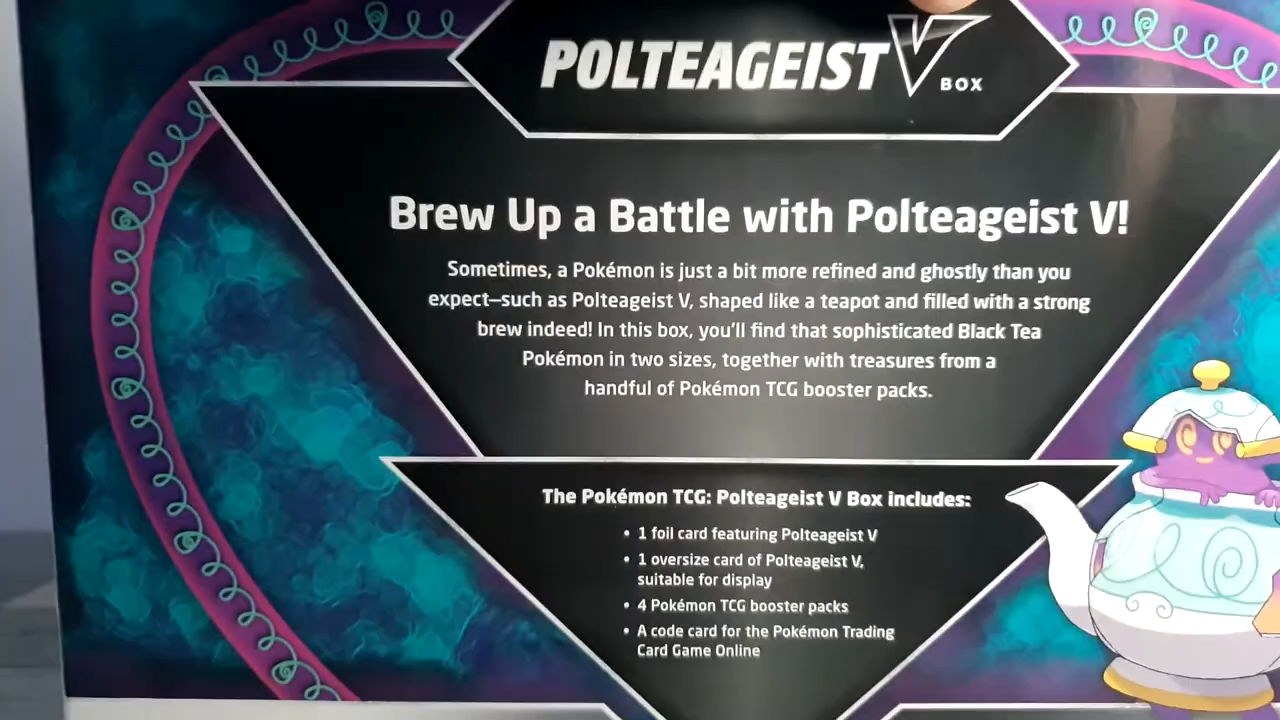 POLTEAGEIST V BOX
Brew Up a Battle with Polteageist V!
Sometimes, a Pokémon is just a bit more refined and ghostly than you
expect—such as Polteageist V, shaped like a teapot and filled with a strong
brew indeed! In this box, you'll find that sophisticated Black Tea
Pokémon in two sizes, together with treasures from a
handful of Pokémon TCG booster packs.
The Pokémon TCG: Polteageist V Box includes:
• 1 foil card featuring Polteageist V
• 1 oversize card of Polteageist V,
suitable for display
• 4 Pokémon TCG booster packs
• A code card for the Pokémon Trading
Card Game Online